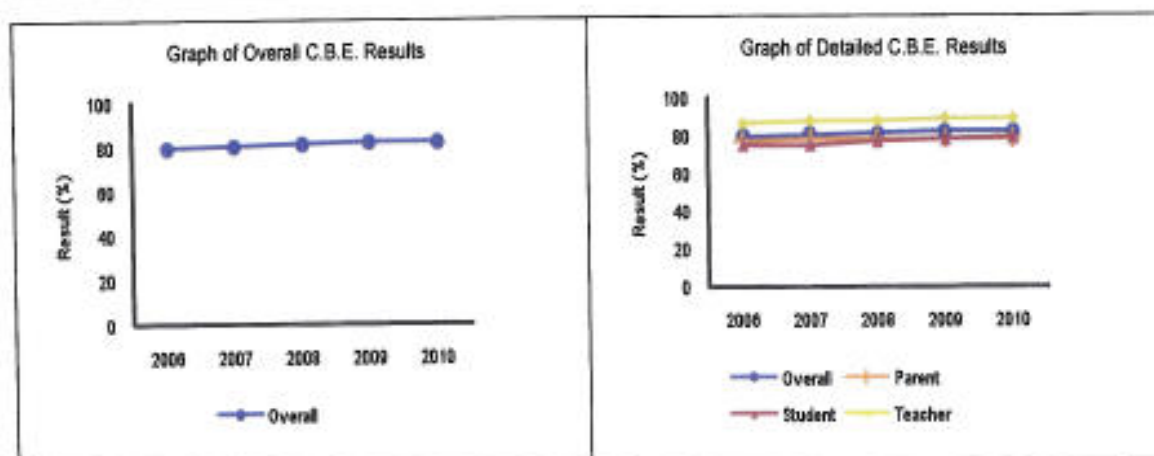 Graph of Overall C.B.E. Results
Result (%)
100
80
60
40
20
0
2006 2007 2008 2009 2010
Overall
Graph of Detailed C.B.E. Results
Result (%)
100
80
60
40
20
0
2006 2007 2008 2009 2010
Overall Parent
Student Teacher